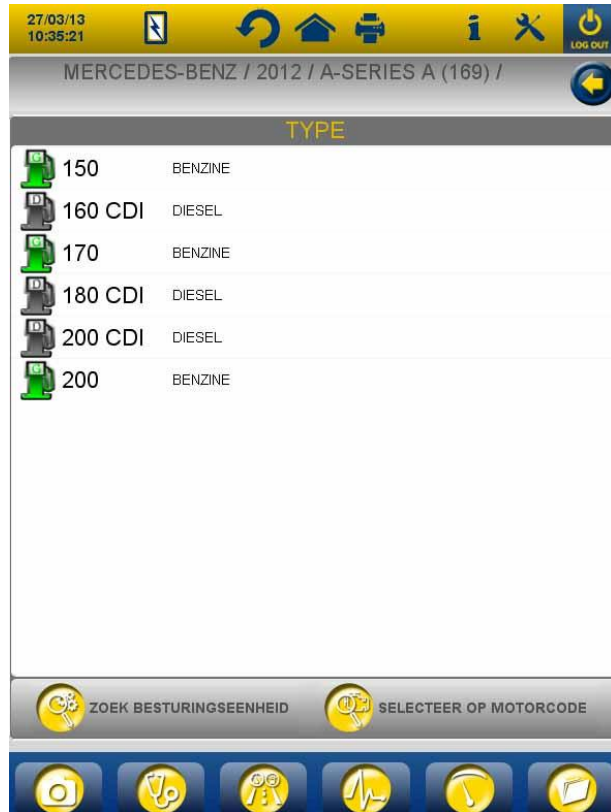 27/03/13
10:35:21
LOG OUT
MERCEDES-BENZ / 2012 / A-SERIES A (169) /
TYPE
G 150 BENZINE
D 160 CDI DIESEL
G 170 BENZINE
D 180 CDI DIESEL
D 200 CDI DIESEL
G 200 BENZINE
ZOEK BESTURINGSEENHEID
SELECTEER OP MOTORCODE